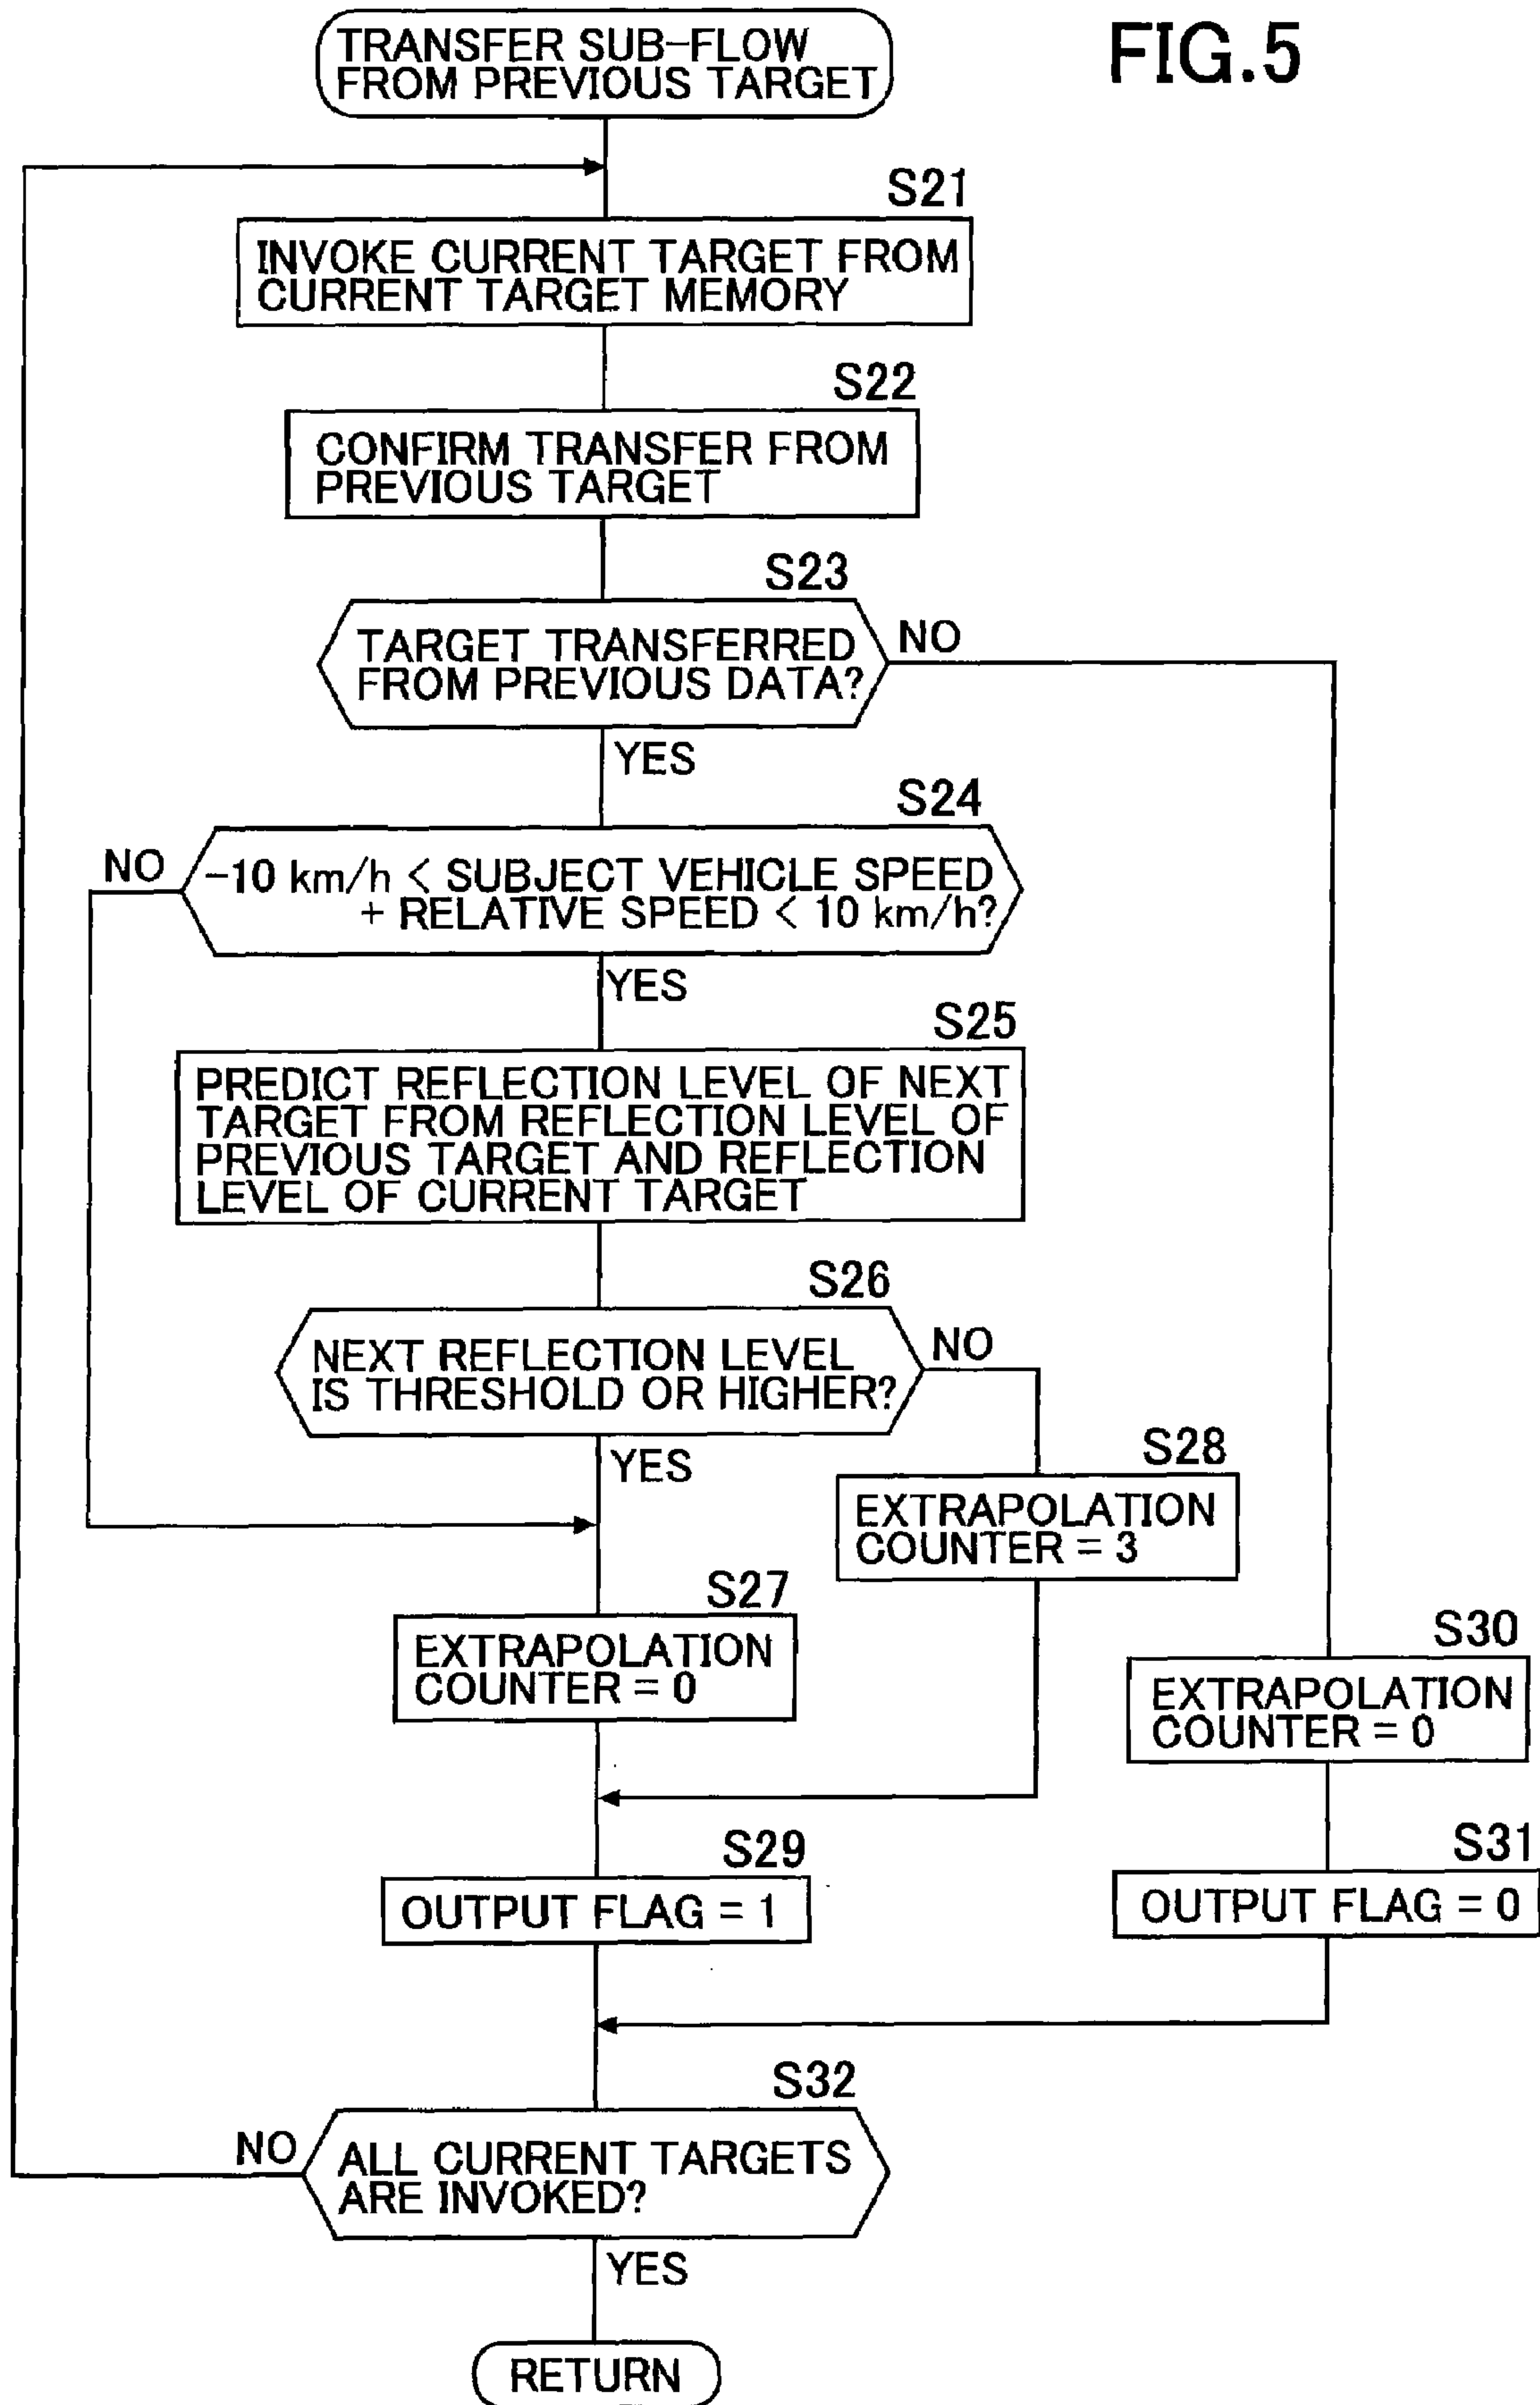 FIG.5
TRANSFER SUB-FLOW
FROM PREVIOUS TARGET
S21
INVOKE CURRENT TARGET FROM
CURRENT TARGET MEMORY
S22
CONFIRM TRANSFER FROM
PREVIOUS TARGET
S23
TARGET TRANSFERRED
FROM PREVIOUS DATA?
NO
YES
S24
NO
-10 km/h < SUBJECT VEHICLE SPEED
+ RELATIVE SPEED < 10 km/h?
YES
S25
PREDICT REFLECTION LEVEL OF NEXT
TARGET FROM REFLECTION LEVEL OF
PREVIOUS TARGET AND REFLECTION
LEVEL OF CURRENT TARGET
S26
NEXT REFLECTION LEVEL
IS THRESHOLD OR HIGHER?
NO
YES
S28
EXTRAPOLATION
COUNTER = 3
S27
EXTRAPOLATION
COUNTER = 0
S30
EXTRAPOLATION
COUNTER = 0
S29
OUTPUT FLAG = 1
S31
OUTPUT FLAG = 0
S32
NO
ALL CURRENT TARGETS
ARE INVOKED?
YES
RETURN